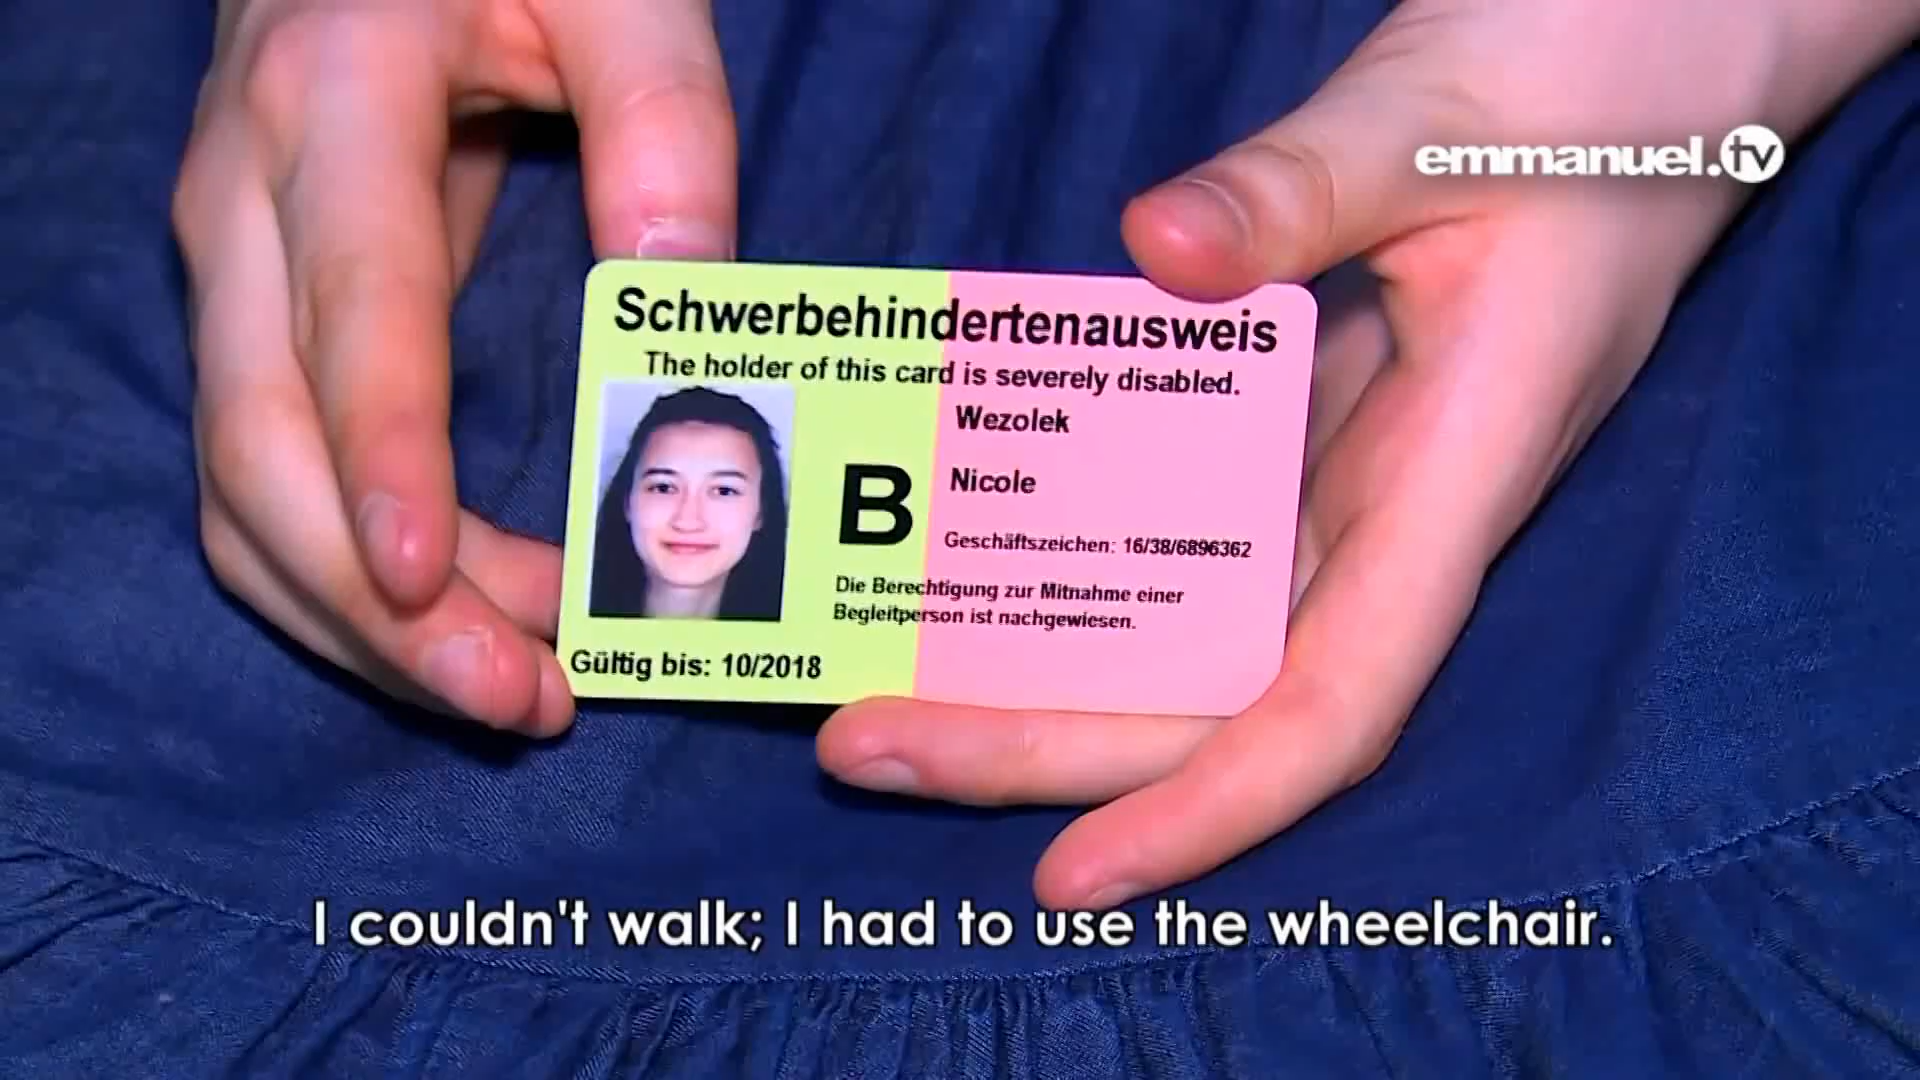 emmanuel.tv
Schwerbehindertenausweis
The holder of this card is severely disabled.
Wezolek
B
Nicole
Geschäftszeichen: 16/38/6896362
Die Berechtigung zur Mitnahme einer
Begleitperson ist nachgewiesen.
Gültig bis: 10/2018
I couldn't walk; I had to use the wheelchair.